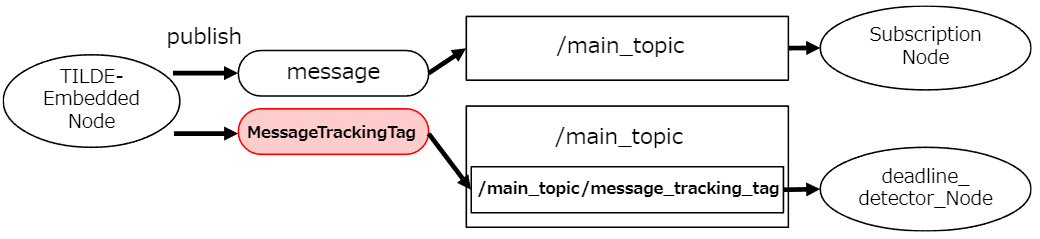 publish
TILDE-
Embedded
Node
message
/main_topic
Subscription
Node
MessageTrackingTag
/main_topic
/main_topic/message_tracking_tag
deadline_
detector_Node